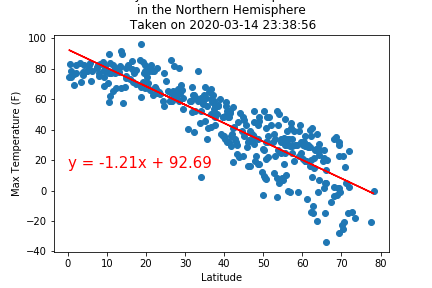 in the Northern Hemisphere
Taken on 2020-03-14 23:38:56
100
80
60
40
20
0
−20
−40
Max Temperature (F)
y = -1.21x + 92.69
0 10 20 30 40 50 60 70 80
Latitude